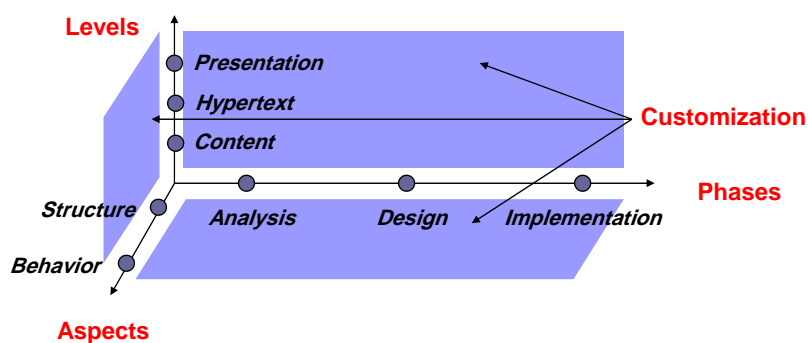 Levels
Presentation
Hypertext
Customization
Content
Phases
Structure
Analysis
Design
Implementation
Behavior
Aspects